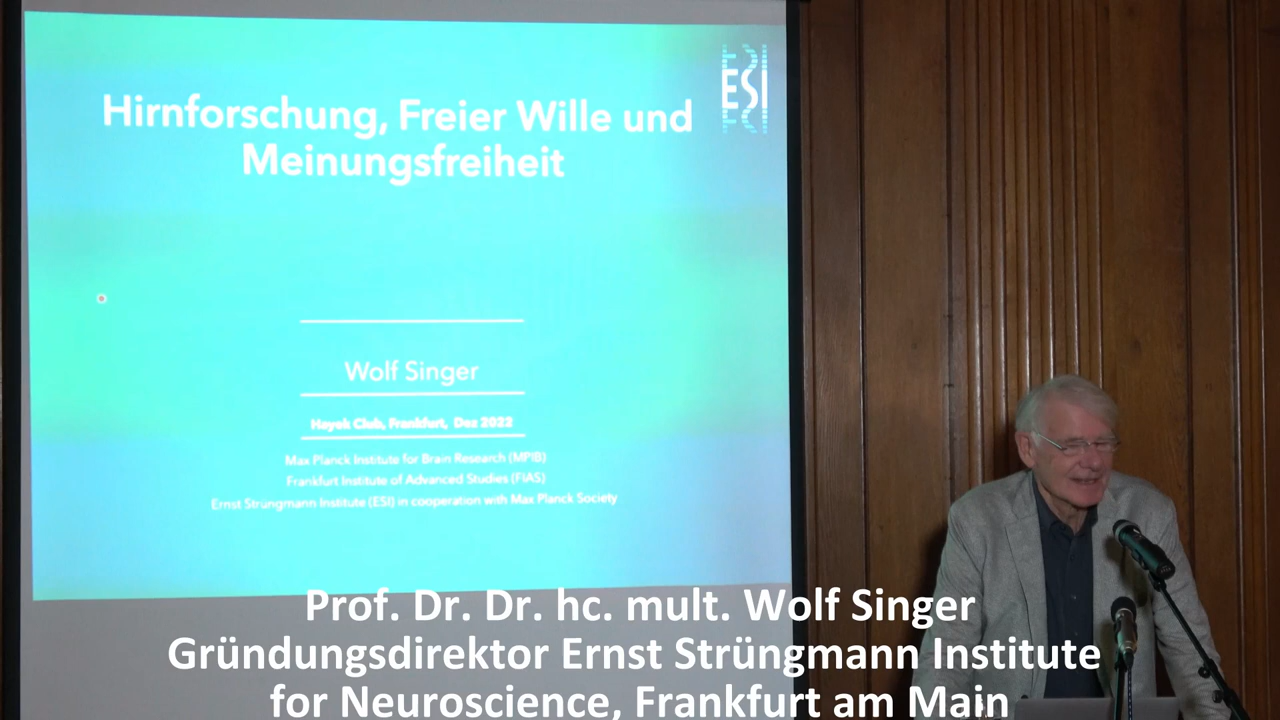 ESI
Hirnforschung, Freier Wille und
Meinungsfreiheit
Wolf Singer
Hayek Club, Frankfurt, Dez 2022
Max Planck Institute for Brain Research (MPIB)
Frankfurt Institute of Advanced Studies (FIAS)
Ernst Strüngmann Institute (ESI) in cooperation with Max Planck Society
Prof. Dr. Dr. hc. mult. Wolf Singer
Gründungsdirektor Ernst Strüngmann Institute
for Neuroscience, Frankfurt am Main